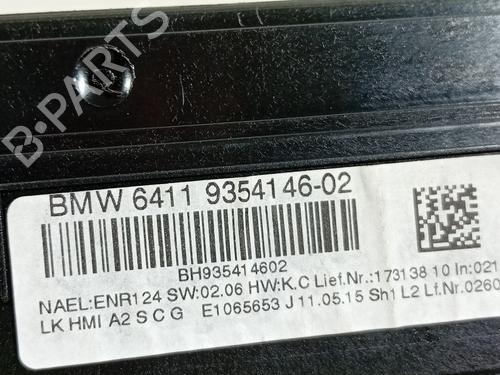 B-PARTS
BMW 6411 9354146-02
BH935414602
NAEL:ENR124 SW:02.06 HW:K.C Lief.Nr.:173138 10 In:021
LK HMI A2 S C G E1065653 J 11.05.15 Sh1 L2 Lf.Nr.0260